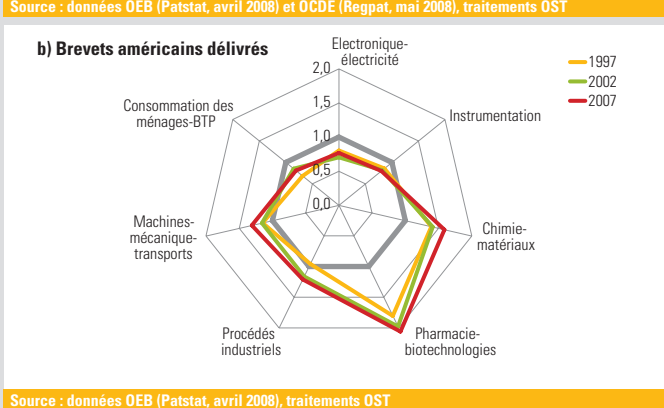 Source : données OEB (Patstat, avril 2008) et OCDE (Regpat, mai 2008), traitements OST
b) Brevets américains délivrés
Electronique-
électricité
1997
2002
2007
2,0
1,5
1,0
0,5
0,0
Consommation des
ménages-BTP
Instrumentation
Machines-
mécanique-
transports
Chimie-
matériaux
Procédés
industriels
Pharmacie-
biotechnologies
Source : données OEB (Patstat, avril 2008), traitements OST